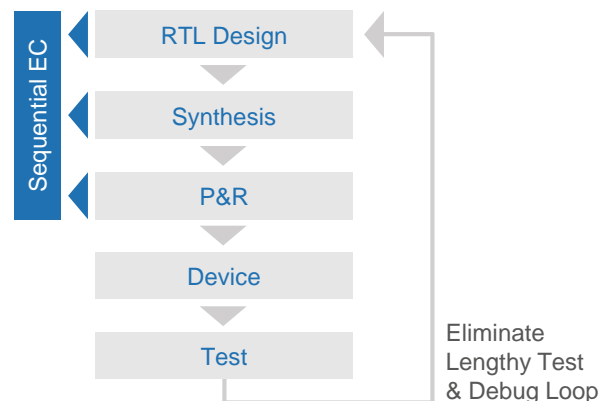 Sequential EC
RTL Design
Synthesis
P&R
Device
Test
Eliminate
Lengthy Test
& Debug Loop